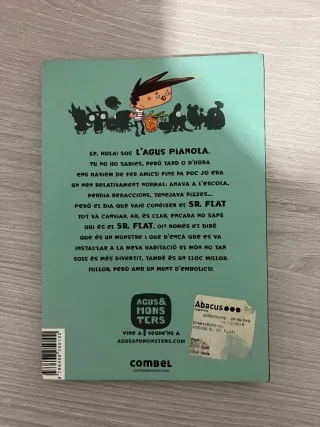 EP, HOLA! SOC L'AGUS PIANOLA.
TU NO HO SABIES, PERÒ TARD O D'HORA
ENS HAVÍEM DE FER AMICS! FINS FA POC JO ERA
UN NEN RELATIVAMENT NORMAL: ANAVA A L'ESCOLA,
PERDIA REDACCIONS, MENJAVA PIZZES...
PERÒ EL DIA QUE VAIG CONÈIXER EL SR. FLAT
TOT VA CANVIAR. AH, ÉS CLAR, ENCARA NO SAPS
QUI ÉS EL SR. FLAT, OI? NOMÉS ET DIRÉ
QUE ÉS UN MONSTRE I QUE D'ENÇÀ QUE ES VA
INSTAL·LAR A LA MEVA HABITACIÓ EL MÓN NO TAN
SOLS ÉS MÉS DIVERTIT, TAMBÉ ÉS UN LLOC MILLOR.
MILLOR, PERÒ AMB UN MUNT D'EMBOLICS!
AGUS&
MONS
TERS
VINE A VEURE'NS A
AGUSANDMONSTERS.COM
COMBEL
Abacus